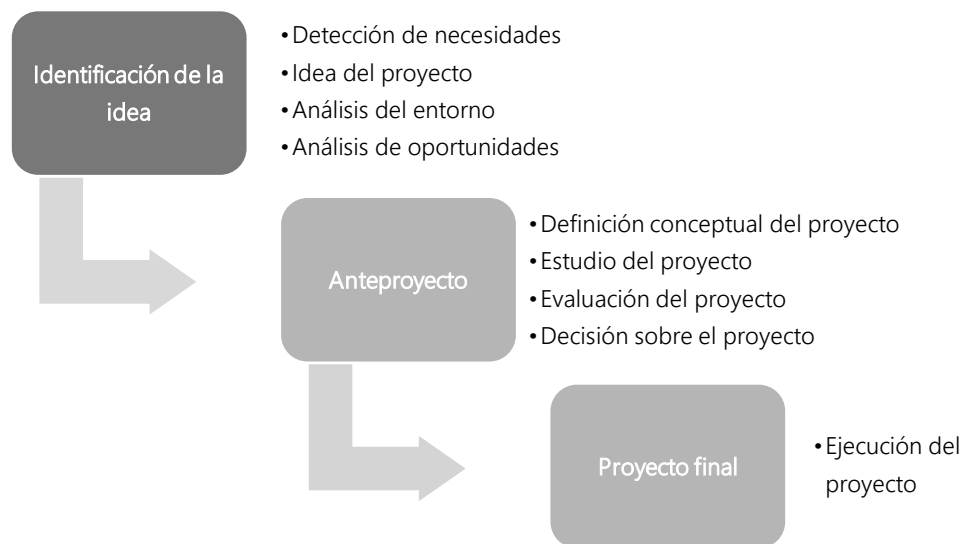 Identificación de la
idea
•Detección de necesidades
•Idea del proyecto
•Análisis del entorno
•Análisis de oportunidades
Anteproyecto
•Definición conceptual del proyecto
•Estudio del proyecto
•Evaluación del proyecto
•Decisión sobre el proyecto
Proyecto final
•Ejecución del
proyecto